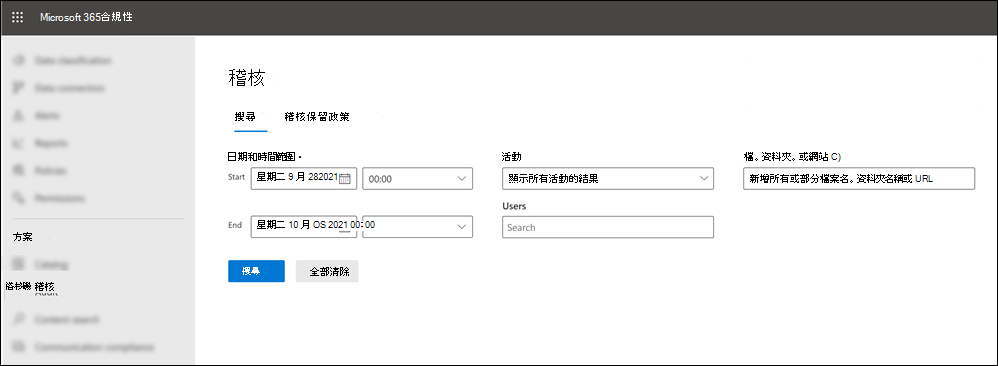 Microsoft 365合規性
Data classification
Data connectors
Alerts
Reports
Policies
Permissions
方案
Catalog
洛杉磯 稽核
Audit
Content search
Communication compliance
稽核
搜尋 稽核保留政策
日期和時間範圍 活動 檔。資料夾。或網站 C)
Start 星期二 9 月 282021 00:00 顯示所有活動的結果 新增所有或部分檔案名。資料夾名稱或 URL
Users
End 星期二 10 月 OS 2021 00:00 :00 Search
搜尋 全部清除